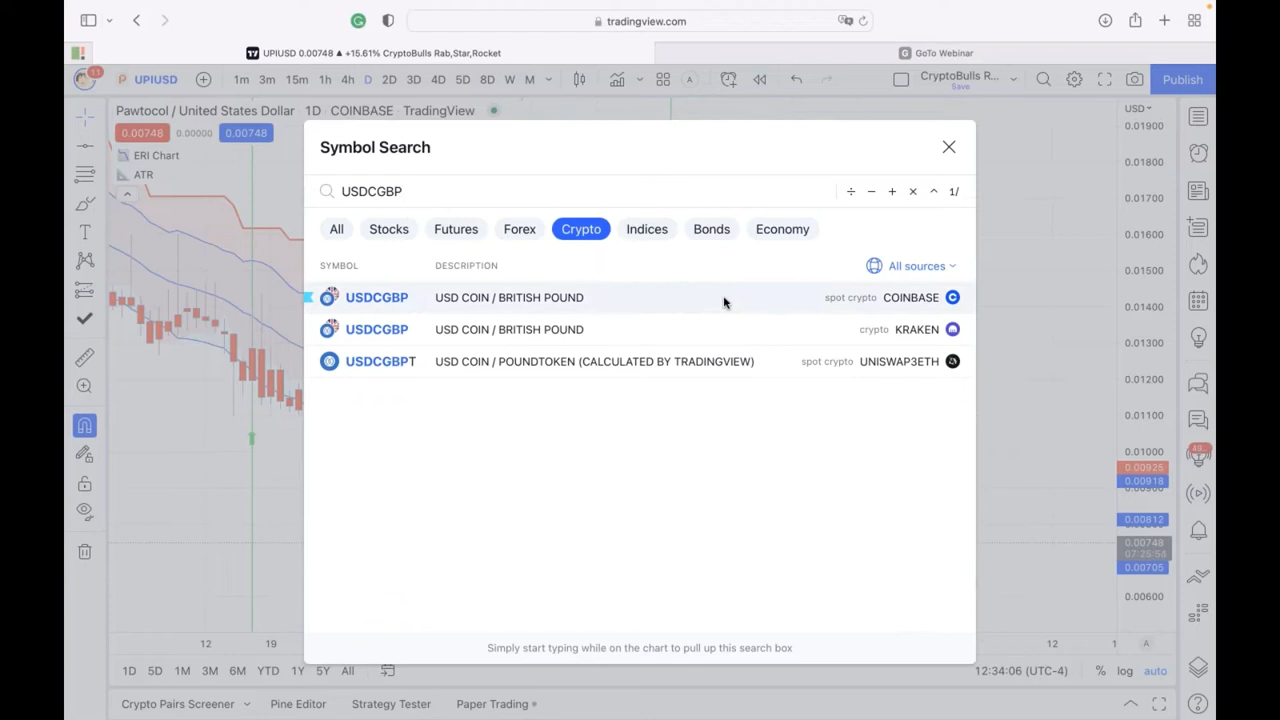 tradingview.com
UPIUSD 0.00748 ▲ +15.61% CryptoBulls Rab,Star,Rocket
GoTo Webinar
11
UPIUSD
1m 3m 15m 1h 4h D 2D 3D 4D 5D 8D W M
CryptoBulls R...
Save
Publish
Pawtocol / United States Dollar 1D COINBASE TradingView
0.00748 0.00000 0.00748
ERI Chart
ATR
USD
0.01900
0.01800
0.01700
0.01600
0.01500
0.01400
0.01300
0.01200
0.01100
0.01000
0.00925
0.00918
0.00900
0.00812
0.00748
07:25:54
0.00705
0.00600
Symbol Search
USDCGBP
÷ − + × ^ 1/
All Stocks Futures Forex Crypto Indices Bonds Economy
SYMBOL DESCRIPTION All sources
USDCGBP USD COIN / BRITISH POUND spot crypto COINBASE
USDCGBP USD COIN / BRITISH POUND crypto KRAKEN
USDCGBPT USD COIN / POUNDTOKEN (CALCULATED BY TRADINGVIEW) spot crypto UNISWAP3ETH
Simply start typing while on the chart to pull up this search box
12 19 12 1 A
1D 5D 1M 3M 6M YTD 1Y 5Y All
12:34:06 (UTC-4) % log auto
Crypto Pairs Screener Pine Editor Strategy Tester Paper Trading